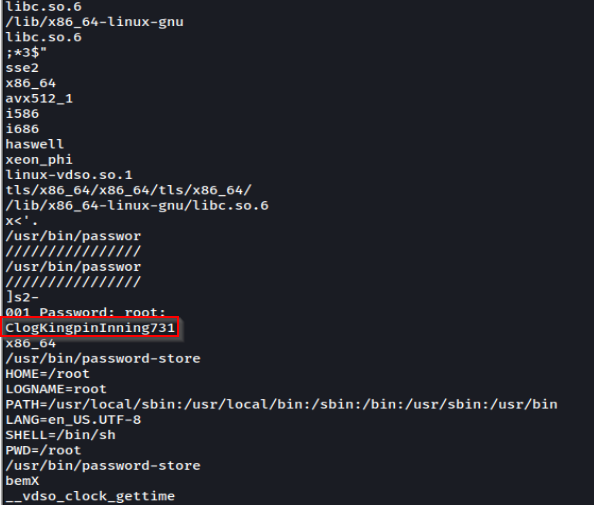 libc.so.6
/lib/x86_64-linux-gnu
libc.so.6
;*3$"
sse2
x86_64
avx512_1
i586
i686
haswell
xeon_phi
linux-vdso.so.1
tls/x86_64/x86_64/tls/x86_64/
/lib/x86_64-linux-gnu/libc.so.6
x<'.
/usr/bin/passwor
////////////////
/usr/bin/passwor
////////////////
]s2-
001 Password: root:
ClogKingpinInning731
x86_64
/usr/bin/password-store
HOME=/root
LOGNAME=root
PATH=/usr/local/sbin:/usr/local/bin:/sbin:/bin:/usr/sbin:/usr/bin
LANG=en_US.UTF-8
SHELL=/bin/sh
PWD=/root
/usr/bin/password-store
bemX
__vdso_clock_gettime